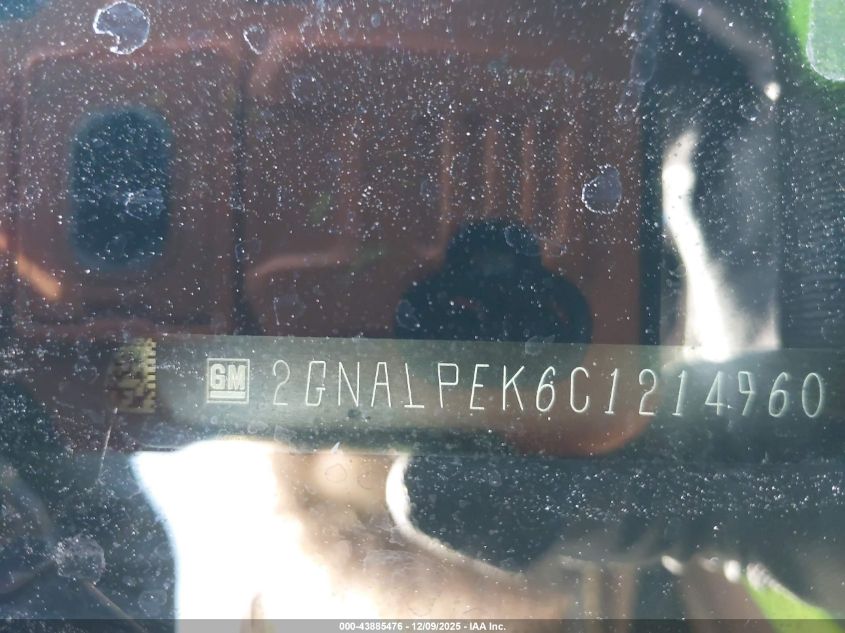 GM 2GNALPEK6C1214960
000-43885476 - 12/09/2025 - IAA Inc.